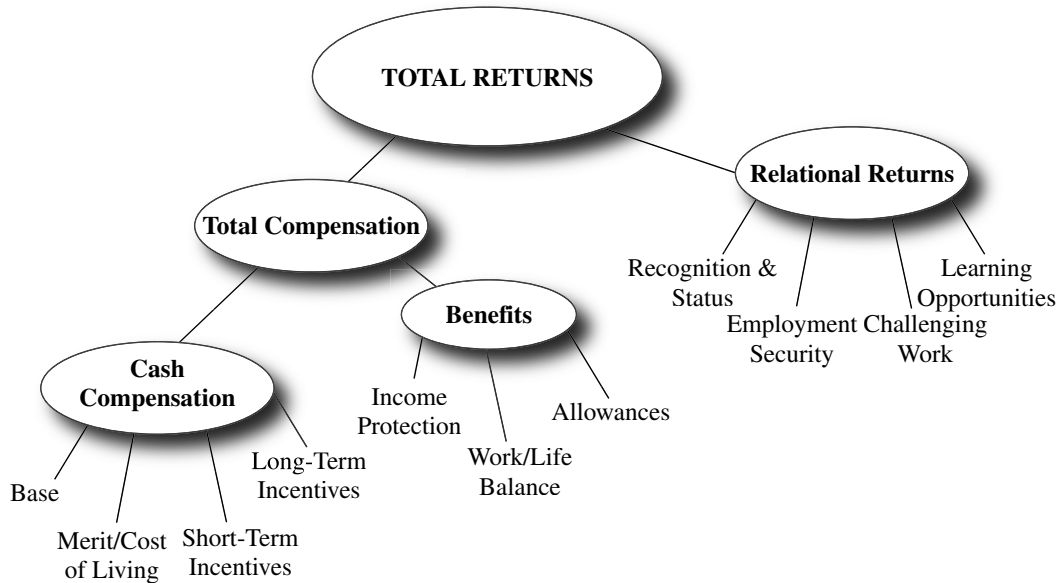 TOTAL RETURNS
Relational Returns
Total Compensation
Recognition &
Status
Employment
Security
Challenging
Work
Learning
Opportunities
Benefits
Cash
Compensation
Income
Protection
Work/Life
Balance
Allowances
Base
Merit/Cost
of Living
Short-Term
Incentives
Long-Term
Incentives